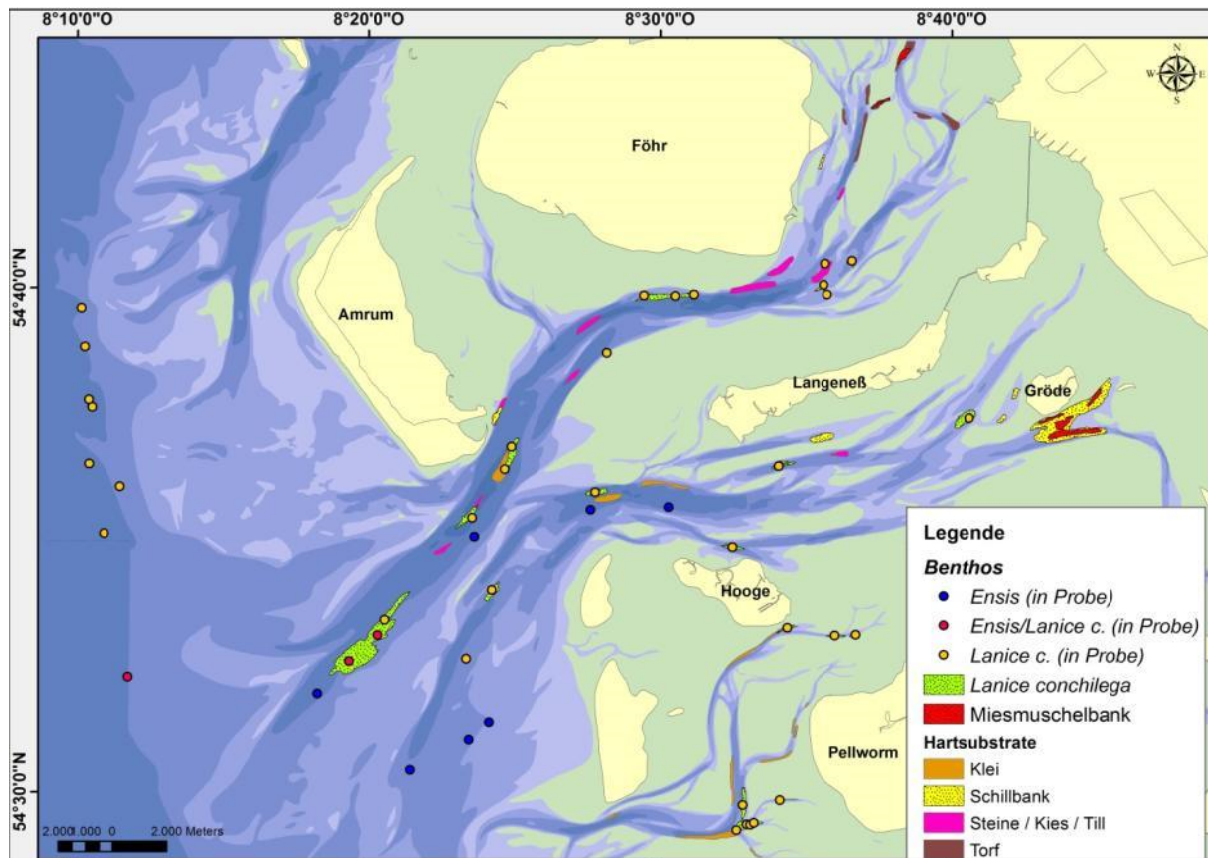 8°10'0"O 8°20'0"O 8°30'0"O 8°40'0"O
N
W E
S
Föhr
54°40'0"N
Amrum
Langeneß
Gröde
Hooge
Pellworm
54°30'0"N
2.000 1.000 0 2.000 Meters
Legende
Benthos
Ensis (in Probe)
Ensis/Lanice c. (in Probe)
Lanice c. (in Probe)
Lanice conchilega
Miesmuschelbank
Hartsubstrate
Klei
Schillbank
Steine / Kies / Till
Torf